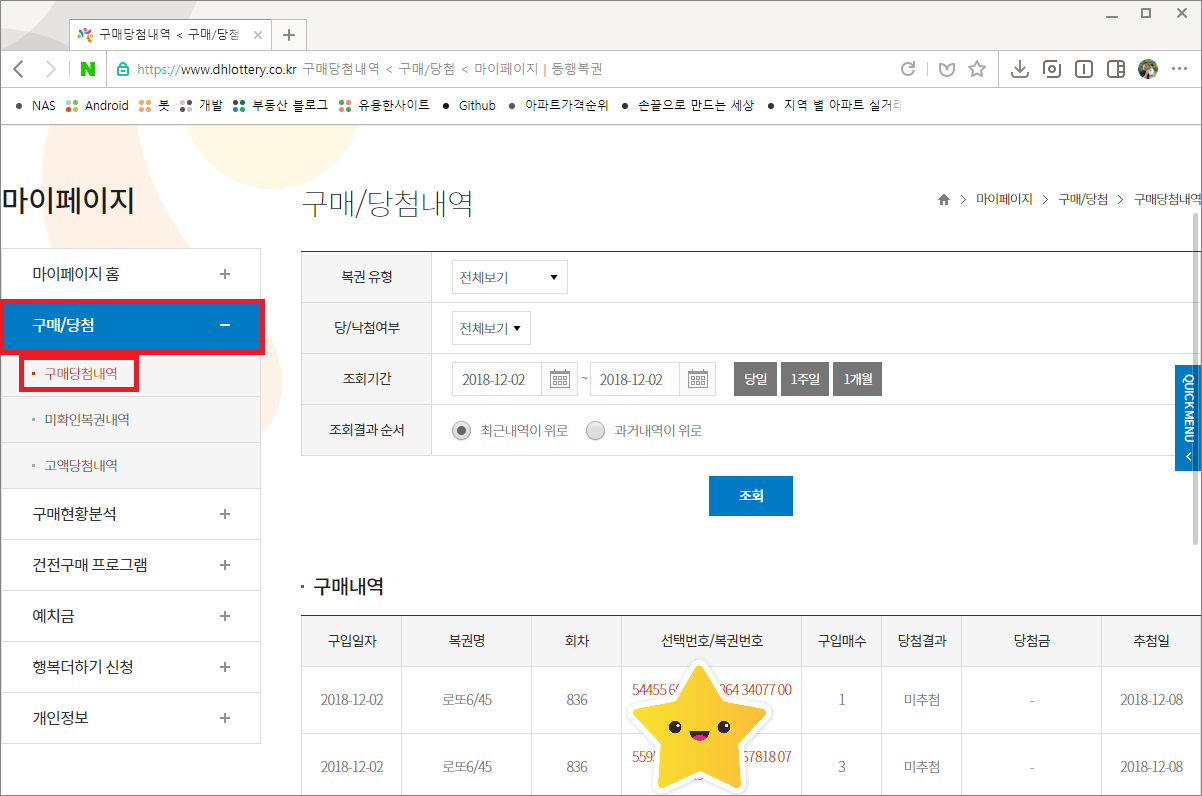 구매당첨내역 < 구매/당첨
N https://www.dhlottery.co.kr 구매당첨내역 < 구매/당첨 < 마이페이지 | 동행복권
NAS Android 봇 개발 부동산 블로그 유용한사이트 Github 아파트가격순위 손끝으로 만드는 세상 지역 별 아파트 실거래
마이페이지
구매/당첨내역
마이페이지 > 구매/당첨 > 구매당첨내역
마이페이지 홈 +
구매/당첨 −
구매당첨내역
미확인복권내역
고액당첨내역
구매현황분석 +
건전구매 프로그램 +
예치금 +
행복더하기 신청 +
개인정보 +
복권 유형 전체보기
당/낙첨여부 전체보기
조회기간 2018-12-02 ~ 2018-12-02 당일 1주일 1개월
조회결과 순서 최근내역이 위로 과거내역이 위로
조회
QUICK MENU
구매내역
구입일자 복권명 회차 선택번호/복권번호 구입매수 당첨결과 당첨금 추첨일
2018-12-02 로또6/45 836 54455 34077 00 1 미추첨 - 2018-12-08
2018-12-02 로또6/45 836 67818 07 3 미추첨 - 2018-12-08